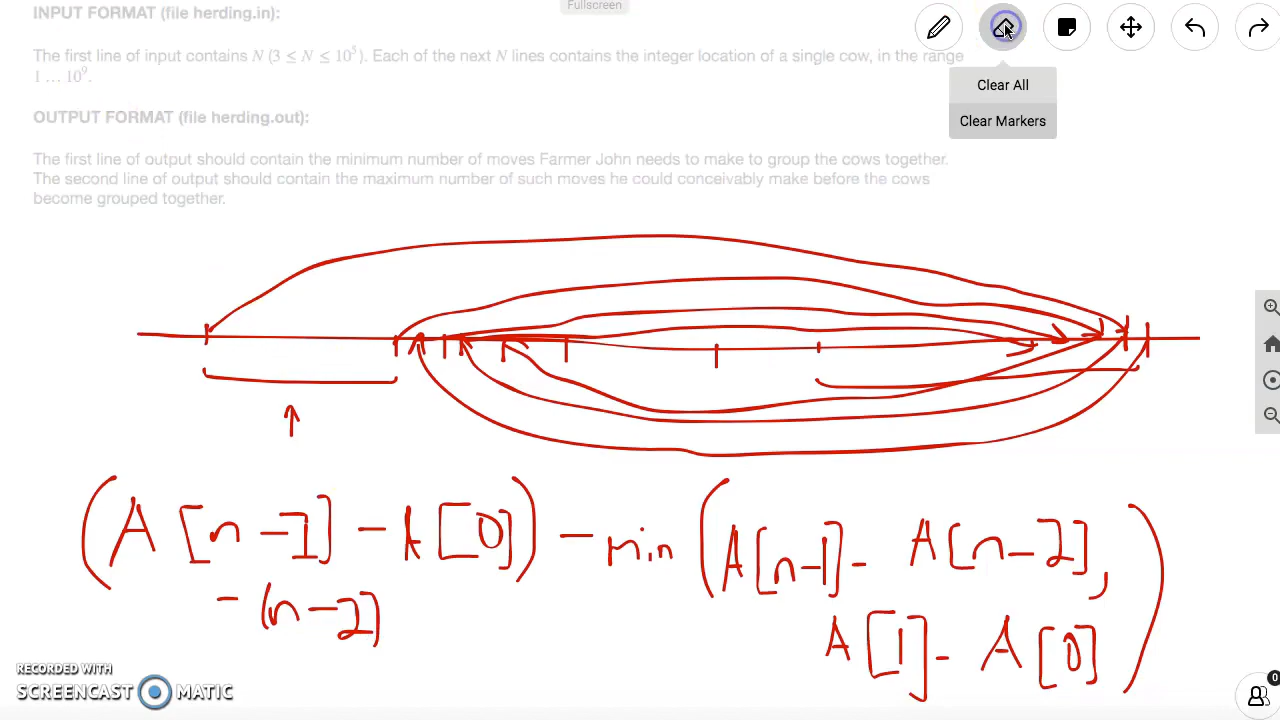 Fullscreen
INPUT FORMAT (file herding.in):
The first line of input contains N (3 ≤ N ≤ 10⁵). Each of the next N lines contains the integer location of a single cow, in the range
1 … 10⁹.
Clear All
Clear Markers
OUTPUT FORMAT (file herding.out):
The first line of output should contain the minimum number of moves Farmer John needs to make to group the cows together.
The second line of output should contain the maximum number of such moves he could conceivably make before the cows
become grouped together.
(A[n-1] - A[0]) - min (A[n-1] - A[n-2],
- (n-2)
A[1] - A[0])
RECORDED WITH
SCREENCAST MATIC
0